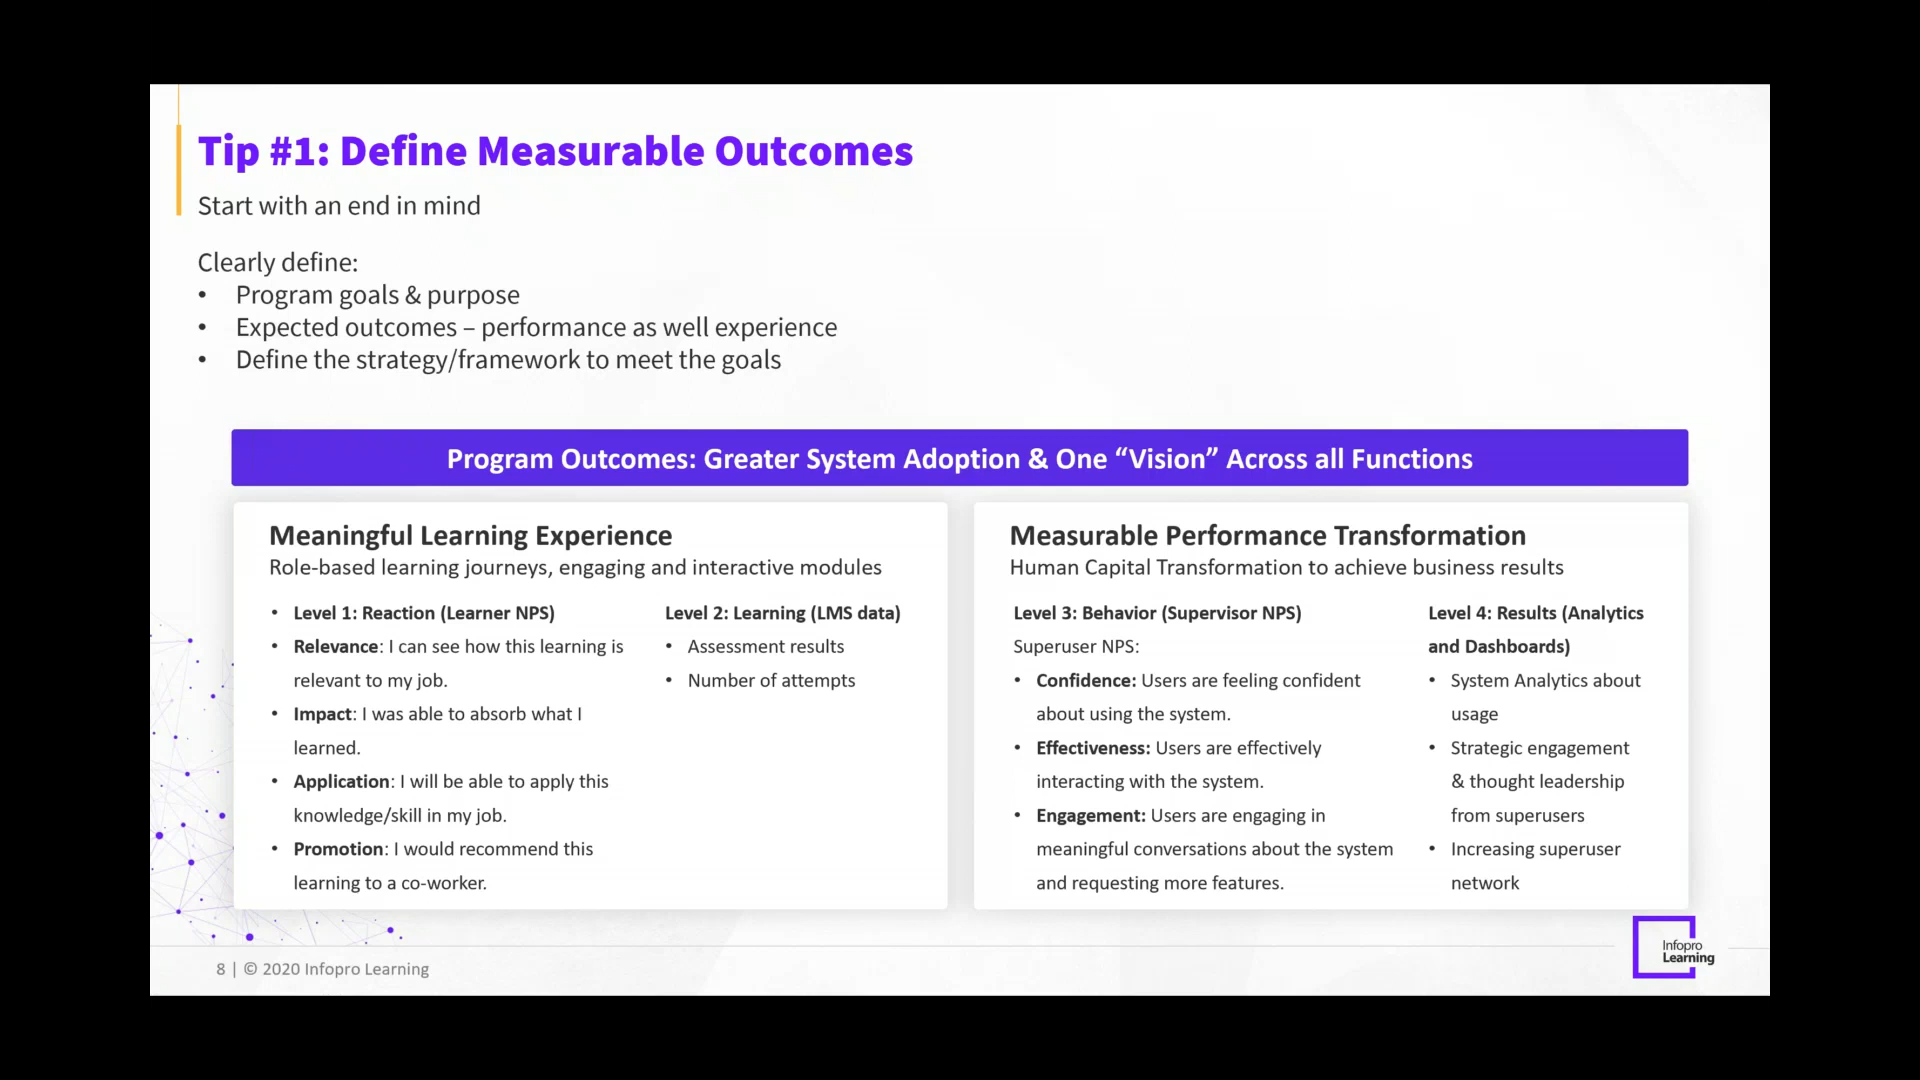 Tip #1: Define Measurable Outcomes
Start with an end in mind
Clearly define:
• Program goals & purpose
• Expected outcomes – performance as well experience
• Define the strategy/framework to meet the goals
Program Outcomes: Greater System Adoption & One “Vision” Across all Functions
Meaningful Learning Experience
Role-based learning journeys, engaging and interactive modules
• Level 1: Reaction (Learner NPS)
• Relevance: I can see how this learning is
relevant to my job.
• Impact: I was able to absorb what I
learned.
• Application: I will be able to apply this
knowledge/skill in my job.
• Promotion: I would recommend this
learning to a co-worker.
Level 2: Learning (LMS data)
• Assessment results
• Number of attempts
Measurable Performance Transformation
Human Capital Transformation to achieve business results
Level 3: Behavior (Supervisor NPS)
Superuser NPS:
• Confidence: Users are feeling confident
about using the system.
• Effectiveness: Users are effectively
interacting with the system.
• Engagement: Users are engaging in
meaningful conversations about the system
and requesting more features.
Level 4: Results (Analytics
and Dashboards)
• System Analytics about
usage
• Strategic engagement
& thought leadership
from superusers
• Increasing superuser
network
8 | © 2020 Infopro Learning
Infopro
Learning